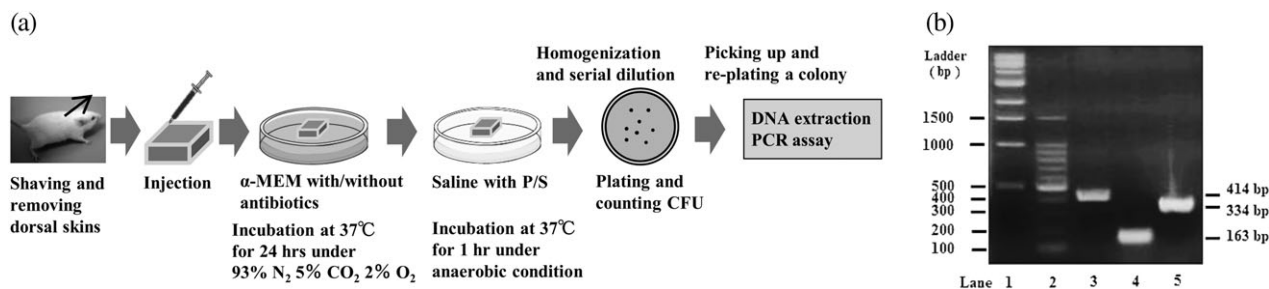 (a)
Shaving and
removing
dorsal skins
Injection
α-MEM with/without
antibiotics
Incubation at 37℃
for 24 hrs under
93% N₂ 5% CO₂ 2% O₂
Saline with P/S
Incubation at 37℃
for 1 hr under
anaerobic condition
Homogenization
and serial dilution
Plating and
counting CFU
Picking up and
re-plating a colony
DNA extraction
PCR assay
(b)
Ladder
(bp)
1500
1000
500
400
300
200
100
414 bp
334 bp
163 bp
Lane 1 2 3 4 5